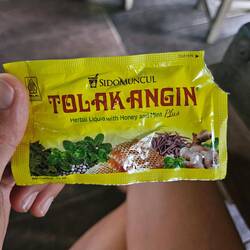 SIDOMUNCUL
TOLAK ANGIN
Herbal Liquid with Honey and Mint Plus